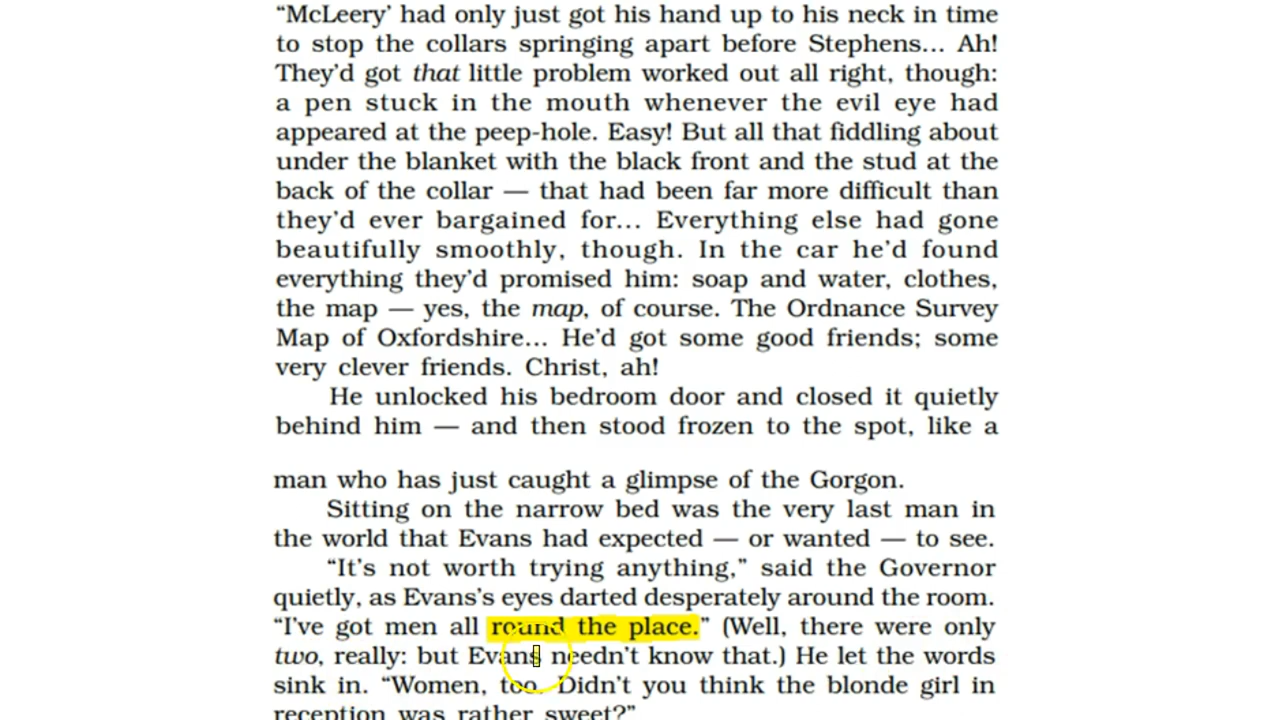 “McLeery’ had only just got his hand up to his neck in time
to stop the collars springing apart before Stephens... Ah!
They’d got that little problem worked out all right, though:
a pen stuck in the mouth whenever the evil eye had
appeared at the peep-hole. Easy! But all that fiddling about
under the blanket with the black front and the stud at the
back of the collar — that had been far more difficult than
they’d ever bargained for... Everything else had gone
beautifully smoothly, though. In the car he’d found
everything they’d promised him: soap and water, clothes,
the map — yes, the map, of course. The Ordnance Survey
Map of Oxfordshire... He’d got some good friends; some
very clever friends. Christ, ah!
He unlocked his bedroom door and closed it quietly
behind him — and then stood frozen to the spot, like a
man who has just caught a glimpse of the Gorgon.
Sitting on the narrow bed was the very last man in
the world that Evans had expected — or wanted — to see.
“It’s not worth trying anything,” said the Governor
quietly, as Evans’s eyes darted desperately around the room.
“I’ve got men all round the place.” (Well, there were only
two, really: but Evans needn’t know that.) He let the words
sink in. “Women, too. Didn’t you think the blonde girl in
reception was rather sweet?”